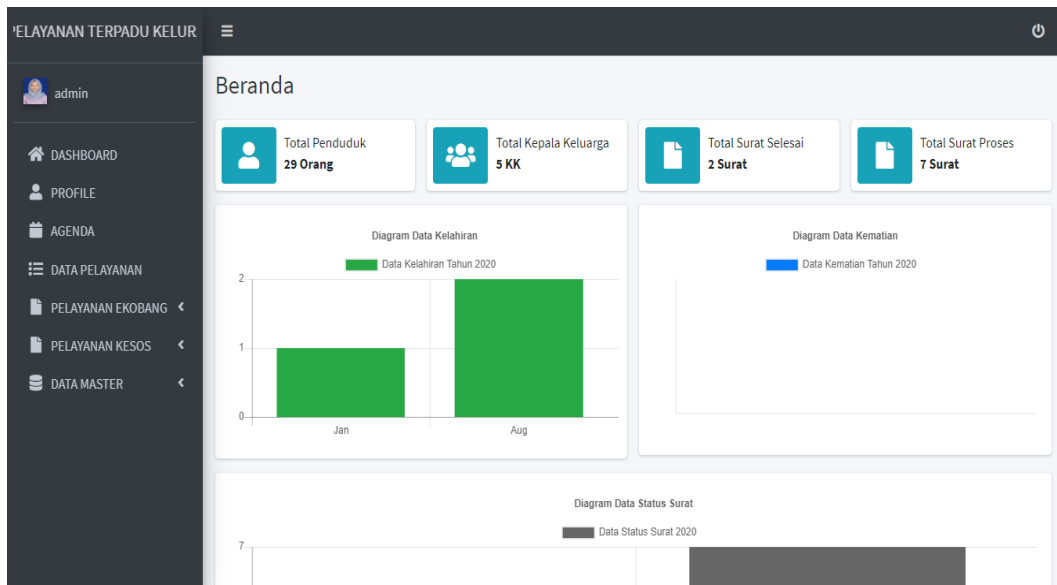 PELAYANAN TERPADU KELUR
admin
DASHBOARD
PROFILE
AGENDA
DATA PELAYANAN
PELAYANAN EKOBANG
PELAYANAN KESOS
DATA MASTER
Beranda
Total Penduduk
29 Orang
Total Kepala Keluarga
5 KK
Total Surat Selesai
2 Surat
Total Surat Proses
7 Surat
Diagram Data Kelahiran
Data Kelahiran Tahun 2020
2
1
0
Jan Aug
Diagram Data Kematian
Data Kematian Tahun 2020
Diagram Data Status Surat
Data Status Surat 2020
7